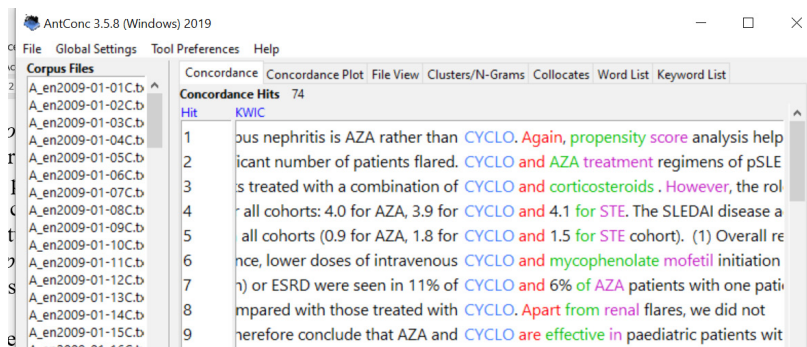 AntConc 3.5.8 (Windows) 2019
File Global Settings Tool Preferences Help
Corpus Files
A_en2009-01-01C.t
A_en2009-01-02C.t
A_en2009-01-03C.t
A_en2009-01-04C.t
A_en2009-01-05C.t
A_en2009-01-06C.t
A_en2009-01-07C.t
A_en2009-01-08C.t
A_en2009-01-09C.t
A_en2009-01-10C.t
A_en2009-01-11C.t
A_en2009-01-12C.t
A_en2009-01-13C.t
A_en2009-01-14C.t
A_en2009-01-15C.t
Concordance Concordance Plot File View Clusters/N-Grams Collocates Word List Keyword List
Concordance Hits 74
Hit KWIC
1 ous nephritis is AZA rather than CYCLO. Again, propensity score analysis help
2 icant number of patients flared. CYCLO and AZA treatment regimens of pSLE
3 s treated with a combination of CYCLO and corticosteroids . However, the rol
4 r all cohorts: 4.0 for AZA, 3.9 for CYCLO and 4.1 for STE. The SLEDAI disease a
5 all cohorts (0.9 for AZA, 1.8 for CYCLO and 1.5 for STE cohort). (1) Overall re
6 nce, lower doses of intravenous CYCLO and mycophenolate mofetil initiation
7 n) or ESRD were seen in 11% of CYCLO and 6% of AZA patients with one pati
8 mpared with those treated with CYCLO. Apart from renal flares, we did not
9 herefore conclude that AZA and CYCLO are effective in paediatric patients wit